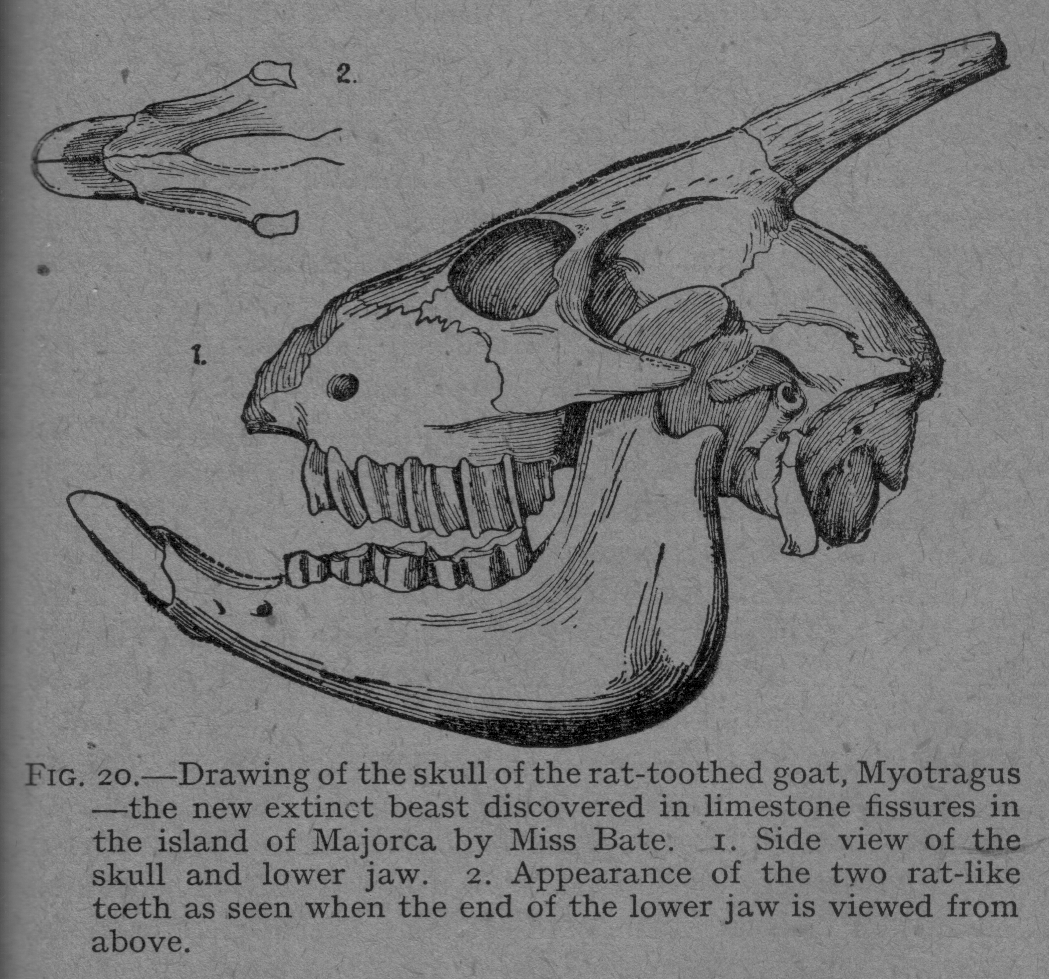 2.
1.
FIG. 20.—Drawing of the skull of the rat-toothed goat, Myotragus
—the new extinct beast discovered in limestone fissures in
the island of Majorca by Miss Bate. 1. Side view of the
skull and lower jaw. 2. Appearance of the two rat-like
teeth as seen when the end of the lower jaw is viewed from
above.